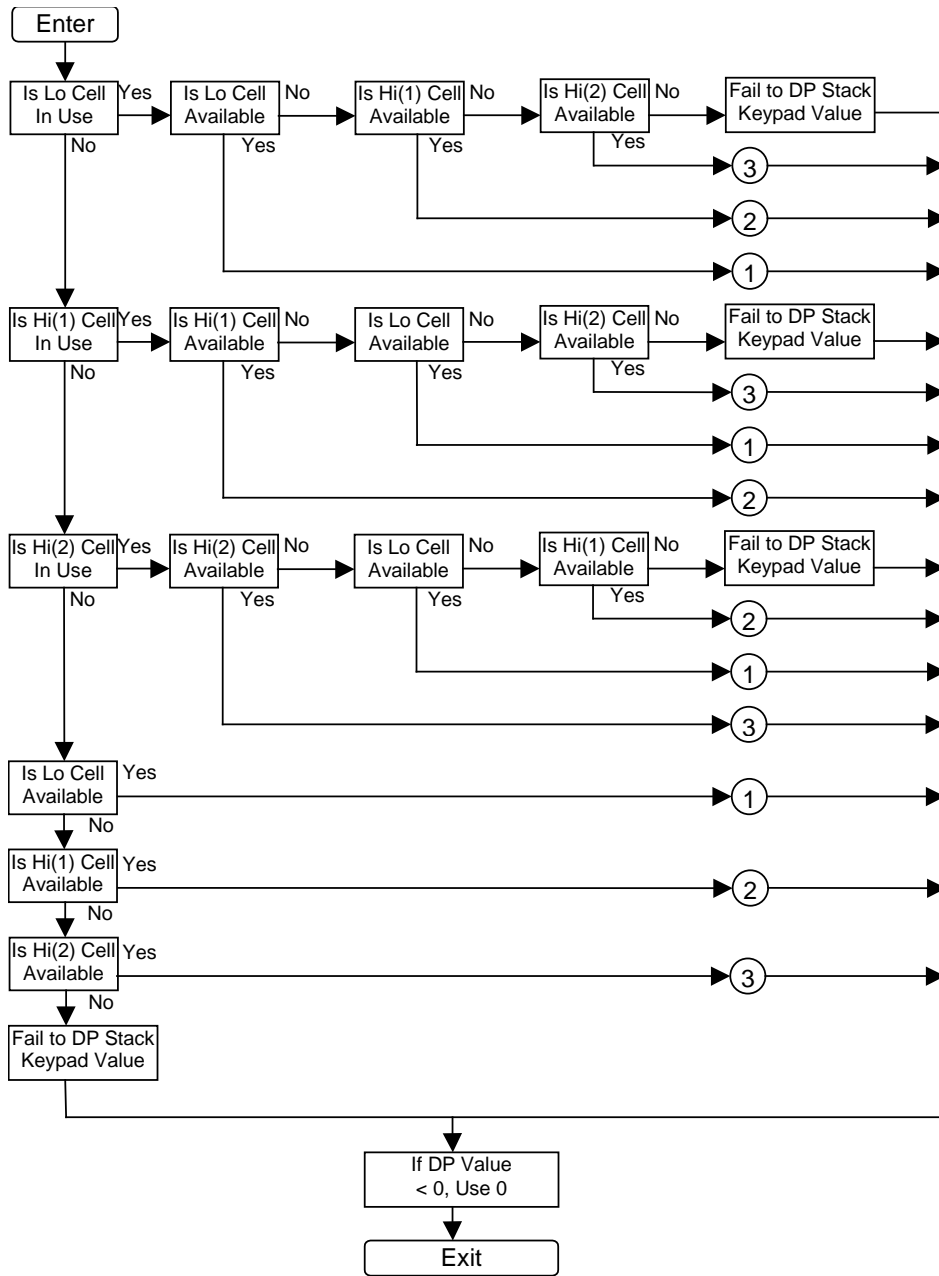 Enter
Is Lo Cell
In Use
Yes
Is Lo Cell
Available
No
Is Hi(1) Cell
Available
No
Is Hi(2) Cell
Available
No
Fail to DP Stack
Keypad Value
No
Yes
Yes
Yes
3
2
1
Is Hi(1) Cell
In Use
Yes
Is Hi(1) Cell
Available
No
Is Lo Cell
Available
No
Is Hi(2) Cell
Available
No
Fail to DP Stack
Keypad Value
No
Yes
Yes
Yes
3
1
2
Is Hi(2) Cell
In Use
Yes
Is Hi(2) Cell
Available
No
Is Lo Cell
Available
No
Is Hi(1) Cell
Available
No
Fail to DP Stack
Keypad Value
No
Yes
Yes
Yes
2
1
3
Is Lo Cell
Available
Yes
1
No
Is Hi(1) Cell
Available
Yes
2
No
Is Hi(2) Cell
Available
Yes
3
No
Fail to DP Stack
Keypad Value
If DP Value
< 0, Use 0
Exit